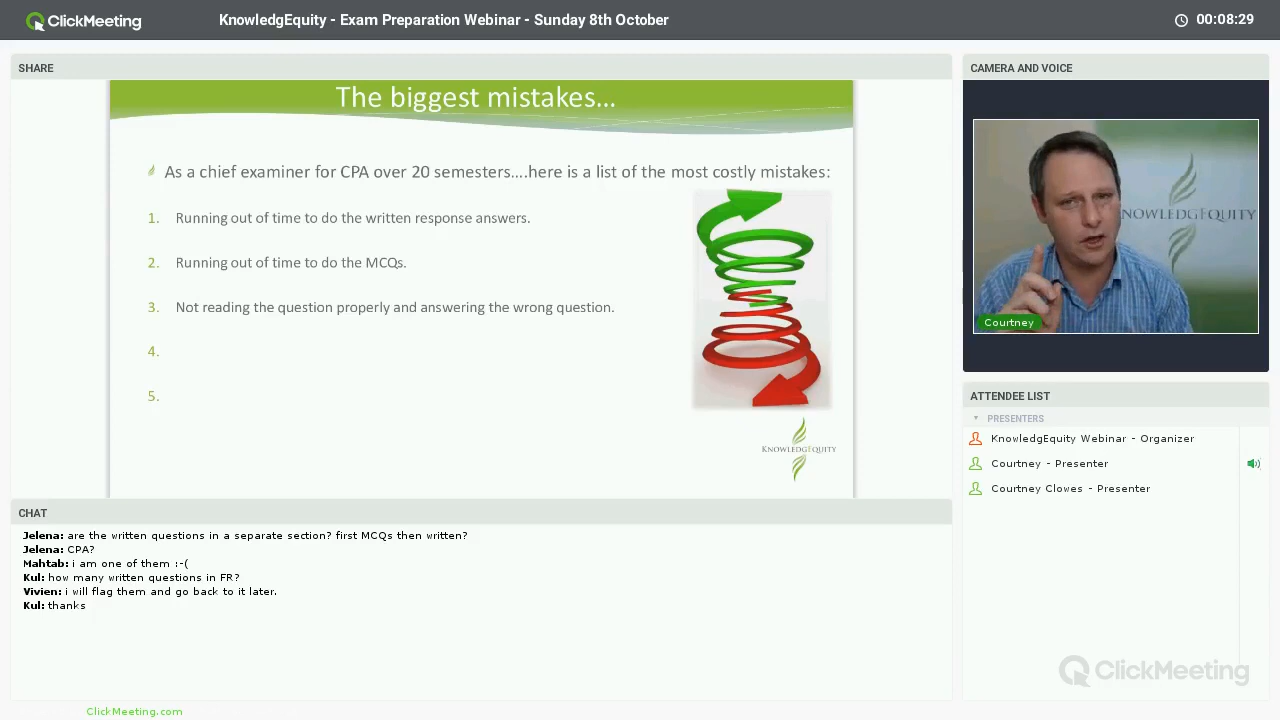 ClickMeeting
KnowledgEquity - Exam Preparation Webinar - Sunday 8th October
00:08:29
SHARE
The biggest mistakes...
As a chief examiner for CPA over 20 semesters....here is a list of the most costly mistakes:
1. Running out of time to do the written response answers.
2. Running out of time to do the MCQs.
3. Not reading the question properly and answering the wrong question.
4.
5.
KNOWLEDGEQUITY
CAMERA AND VOICE
KNOWLEDGEQUITY
Courtney
ATTENDEE LIST
PRESENTERS
KnowledgEquity Webinar - Organizer
Courtney - Presenter
Courtney Clowes - Presenter
CHAT
Jelena: are the written questions in a separate section? first MCQs then written?
Jelena: CPA?
Mahtab: i am one of them :-(
Kul: how many written questions in FR?
Vivien: i will flag them and go back to it later.
Kul: thanks
ClickMeeting
ClickMeeting.com